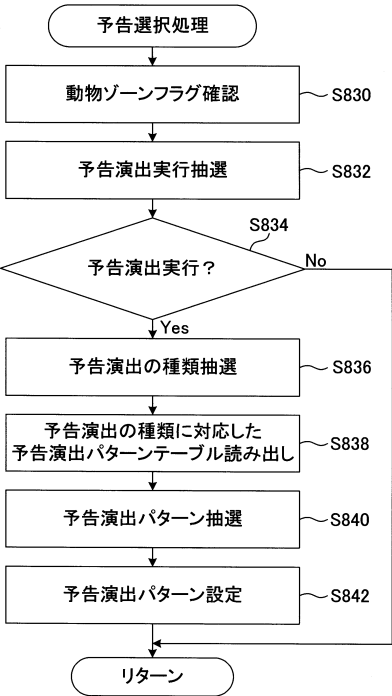 予告選択処理
動物ゾーンフラグ確認
S830
予告演出実行抽選
S832
S834
予告演出実行？
No
Yes
予告演出の種類抽選
S836
予告演出の種類に対応した
予告演出パターンテーブル読み出し
S838
予告演出パターン抽選
S840
予告演出パターン設定
S842
リターン